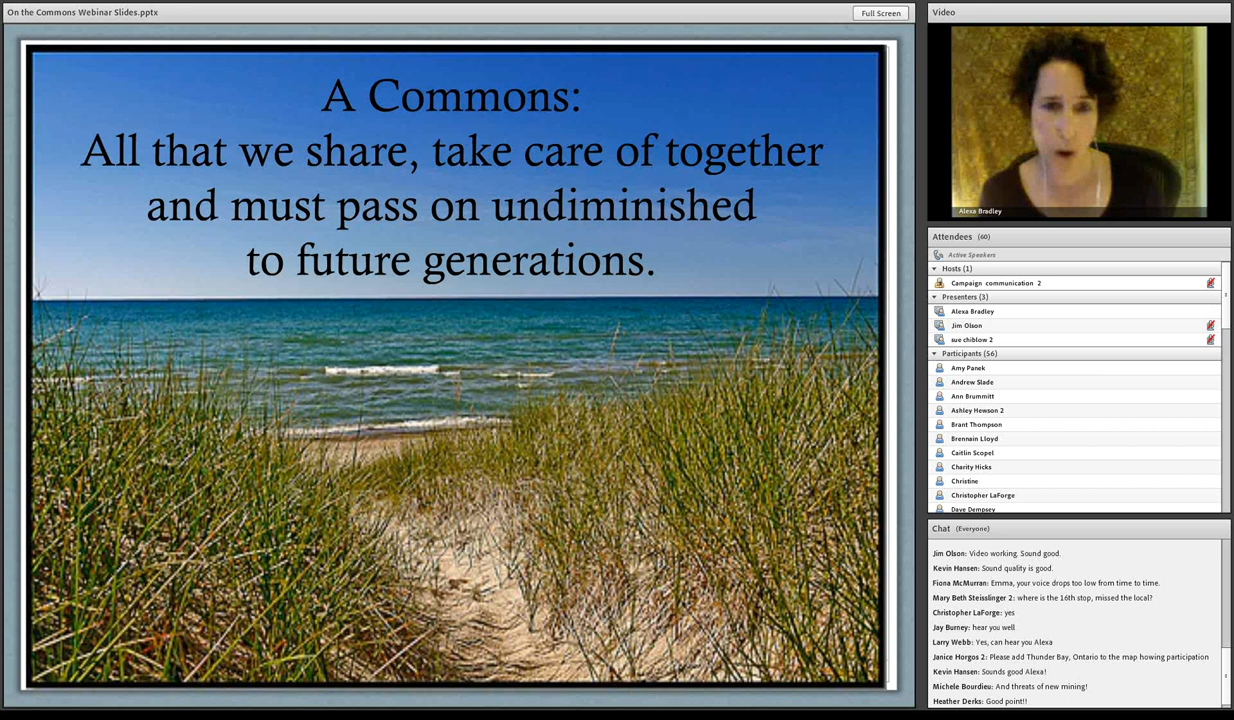 On the Commons Webinar Slides.pptx
Full Screen
A Commons:
All that we share, take care of together
and must pass on undiminished
to future generations.
Video
Alexa Bradley
Attendees (60)
Active Speakers
Hosts (1)
Campaign communication 2
Presenters (3)
Alexa Bradley
Jim Olson
sue chiblow 2
Participants (56)
Amy Panek
Andrew Slade
Ann Brummitt
Ashley Hewson 2
Brant Thompson
Brennain Lloyd
Caitlin Scopel
Charity Hicks
Christine
Christopher LaForge
Dave Dempsey
Chat (Everyone)
Jim Olson: Video working. Sound good.
Kevin Hansen: Sound quality is good.
Fiona McMurran: Emma, your voice drops too low from time to time.
Mary Beth Steisslinger 2: where is the 16th stop, missed the local?
Christopher LaForge: yes
Jay Burney: hear you well
Larry Webb: Yes, can hear you Alexa
Janice Horgos 2: Please add Thunder Bay, Ontario to the map howing participation
Kevin Hansen: Sounds good Alexa!
Michele Bourdieu: And threats of new mining!
Heather Derks: Good point!!